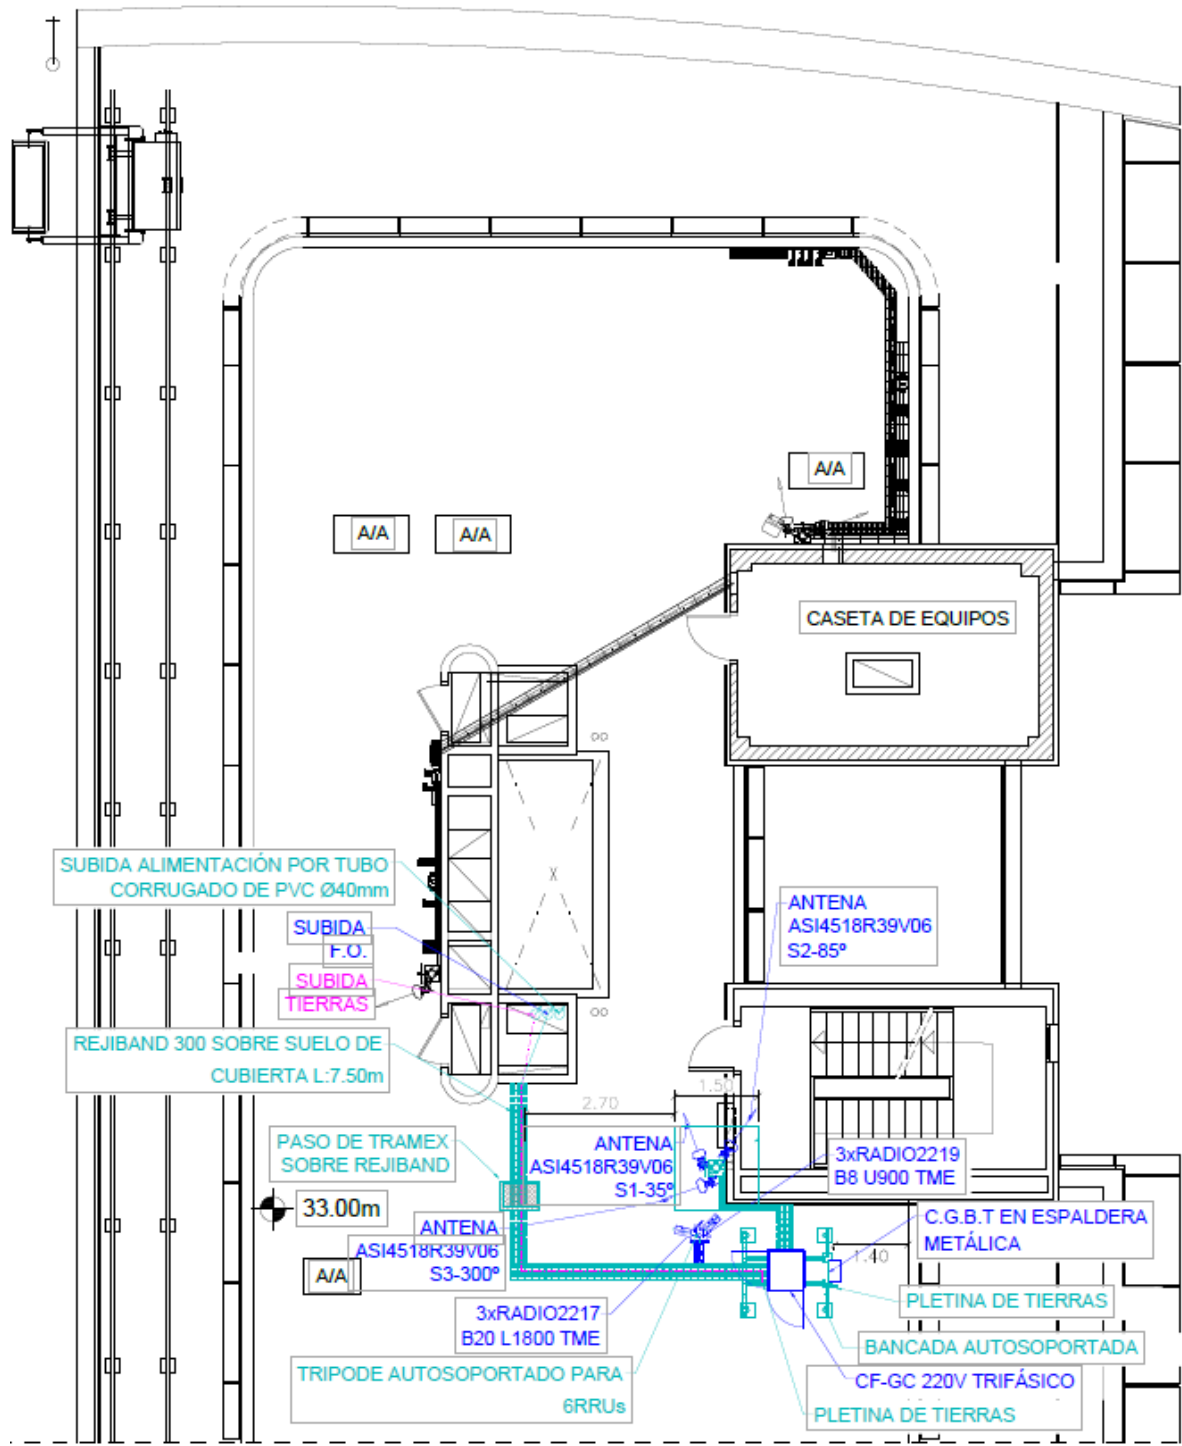 A/A
A/A
A/A
CASETA DE EQUIPOS
X
SUBIDA ALIMENTACIÓN POR TUBO
CORRUGADO DE PVC Ø40mm
SUBIDA
F.O.
SUBIDA
TIERRAS
ANTENA
ASI4518R39V06
S2-85º
REJIBAND 300 SOBRE SUELO DE
CUBIERTA L:7.50m
1.50
2.70
PASO DE TRAMEX
SOBRE REJIBAND
ANTENA
ASI4518R39V06
S1-35º
3xRADIO2219
B8 U900 TME
33.00m
ANTENA
ASI4518R39V06
S3-300º
C.G.B.T EN ESPALDERA
METÁLICA
1.40
A/A
3xRADIO2217
B20 L1800 TME
PLETINA DE TIERRAS
BANCADA AUTOSOPORTADA
TRIPODE AUTOSOPORTADO PARA
6RRUs
CF-GC 220V TRIFÁSICO
PLETINA DE TIERRAS